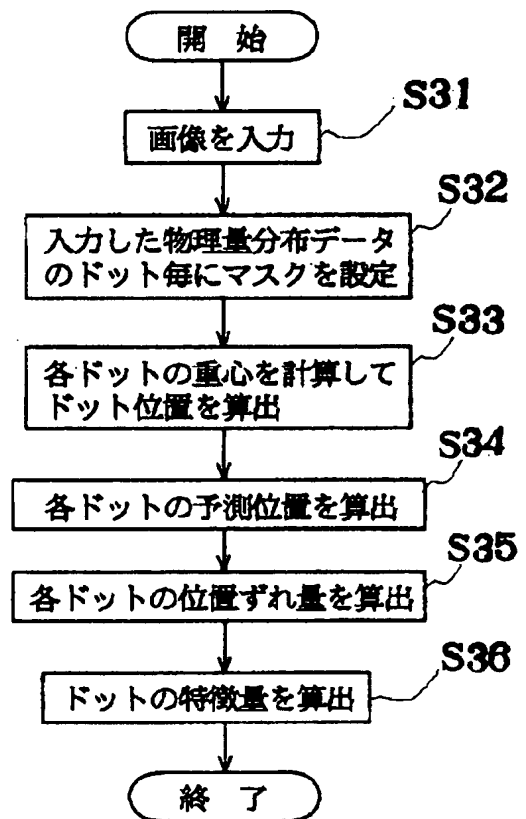 開 始
S31
画像を入力
S32
入力した物理量分布データ
のドット毎にマスクを設定
S33
各ドットの重心を計算して
ドット位置を算出
S34
各ドットの予測位置を算出
S35
各ドットの位置ずれ量を算出
S36
ドットの特徴量を算出
終 了